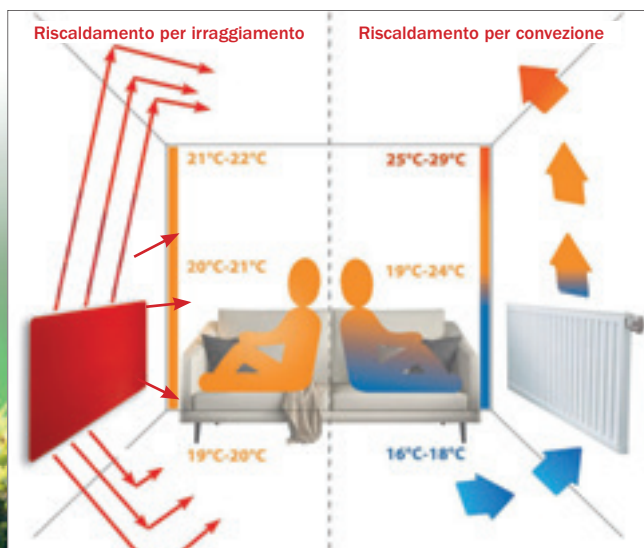 Riscaldamento per irraggiamento
Riscaldamento per convezione
21°C-22°C
25°C-29°C
20°C-21°C
19°C-24°C
19°C-20°C
16°C-18°C